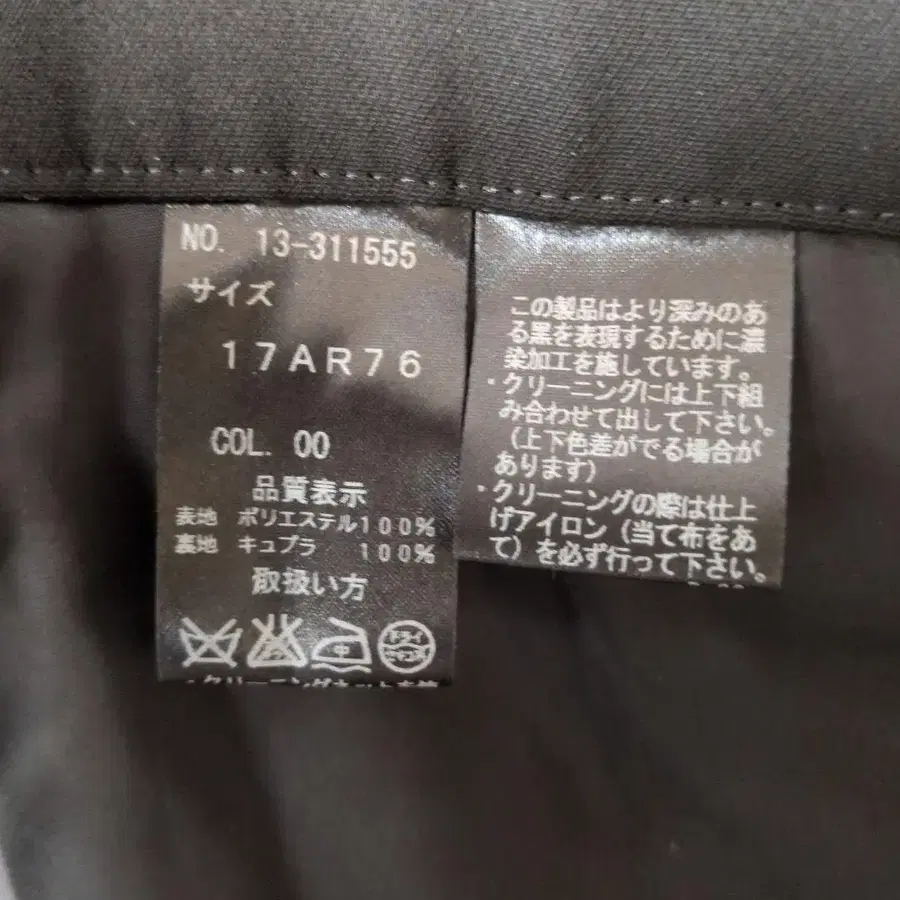 NO. 13-311555
サイズ
17AR76
COL. 00
品質表示
表地 ポリエステル100%
裏地 キュプラ 100%
取扱い方
中
ドライ
この製品はより深みのあ
る黒を表現するために濃
染加工を施しています。
・クリーニングには上下組
み合わせて出して下さい。
(上下色差がでる場合が
あります)
・クリーニングの際は仕上
げアイロン(当て布をあ
て)を必ず行って下さい。